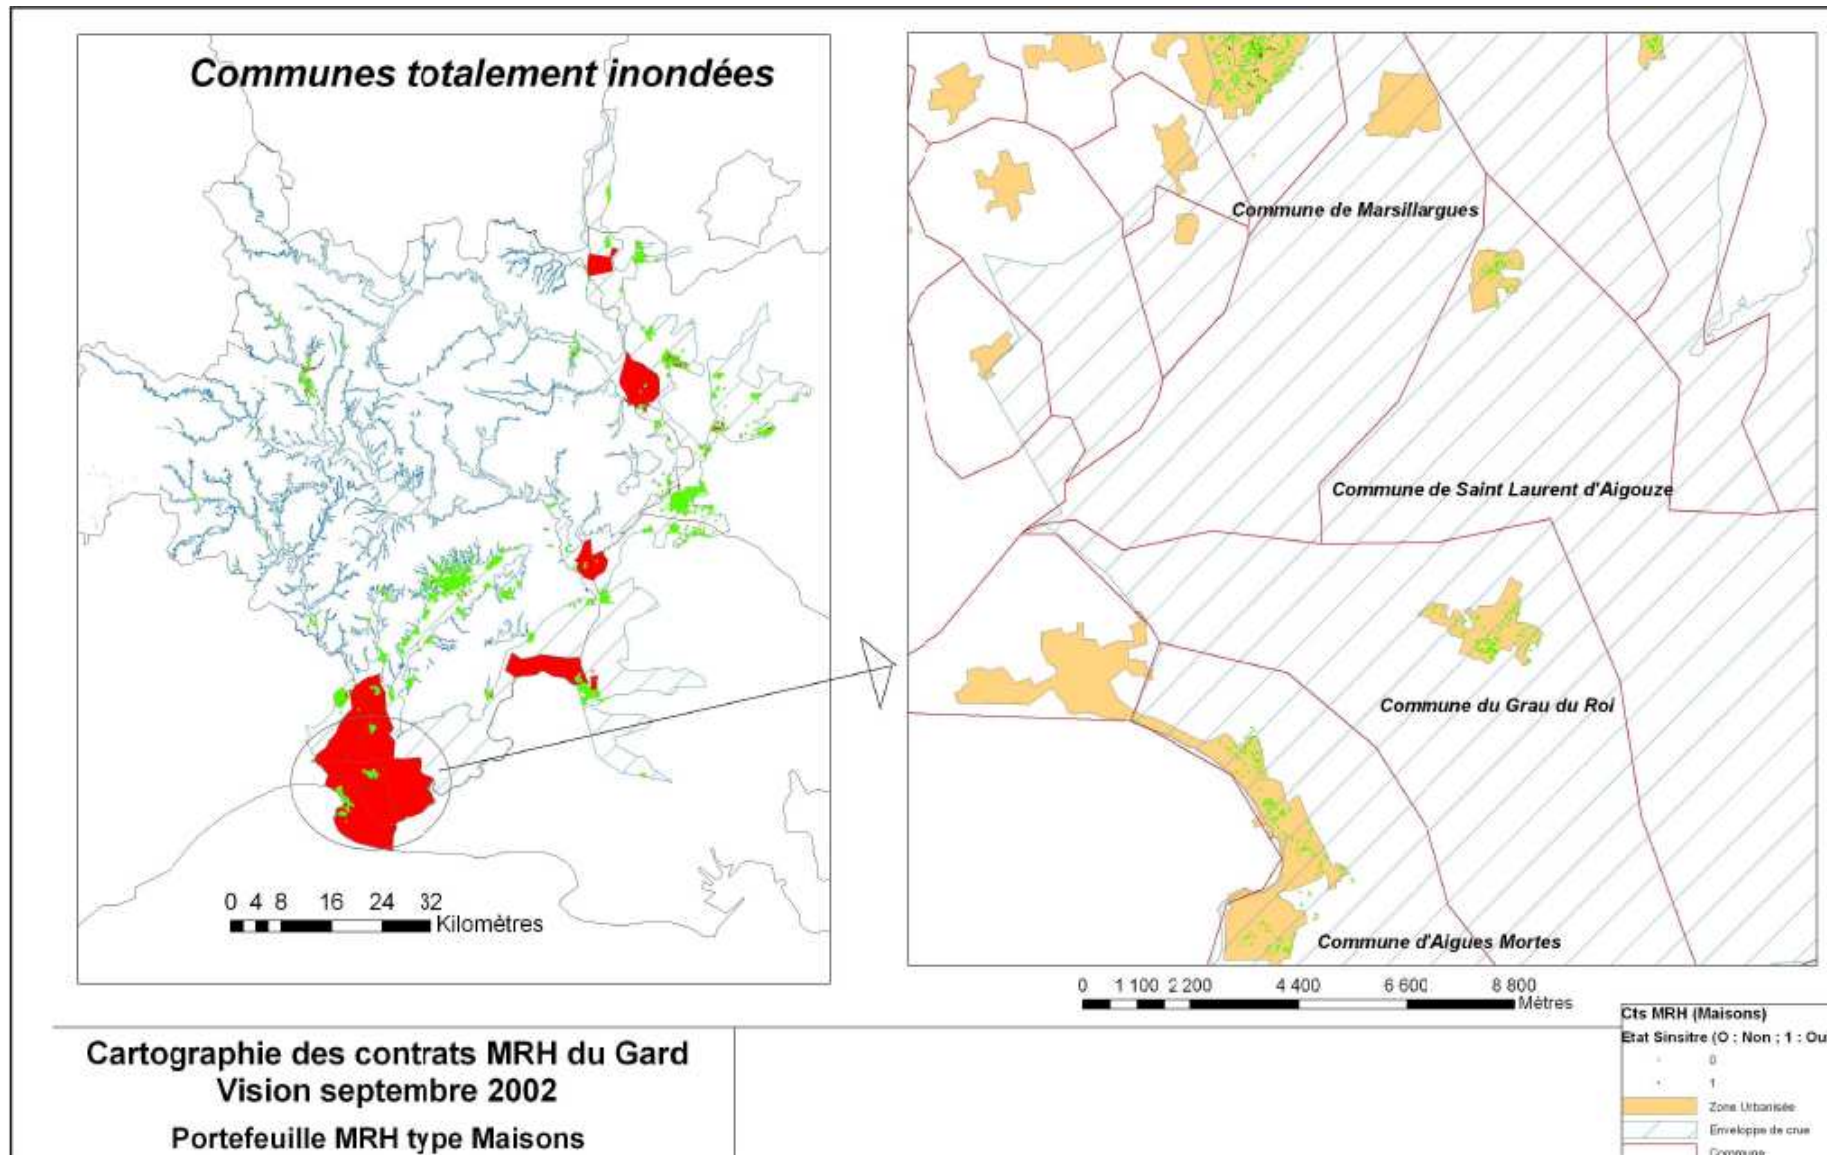 Communes totalement inondées
0 4 8 16 24 32
Kilomètres
Commune de Marsillargues
Commune de Saint Laurent d'Aigouze
Commune du Grau du Roi
Commune d'Aigues Mortes
0 1 100 2 200 4 400 6 600 8 800
Mètres
Cartographie des contrats MRH du Gard
Vision septembre 2002
Portefeuille MRH type Maisons
Cts MRH (Maisons)
Etat Sinsitre (O : Non ; 1 : Ou
0
1
Zone Urbanisée
Enveloppe de crue
Commune